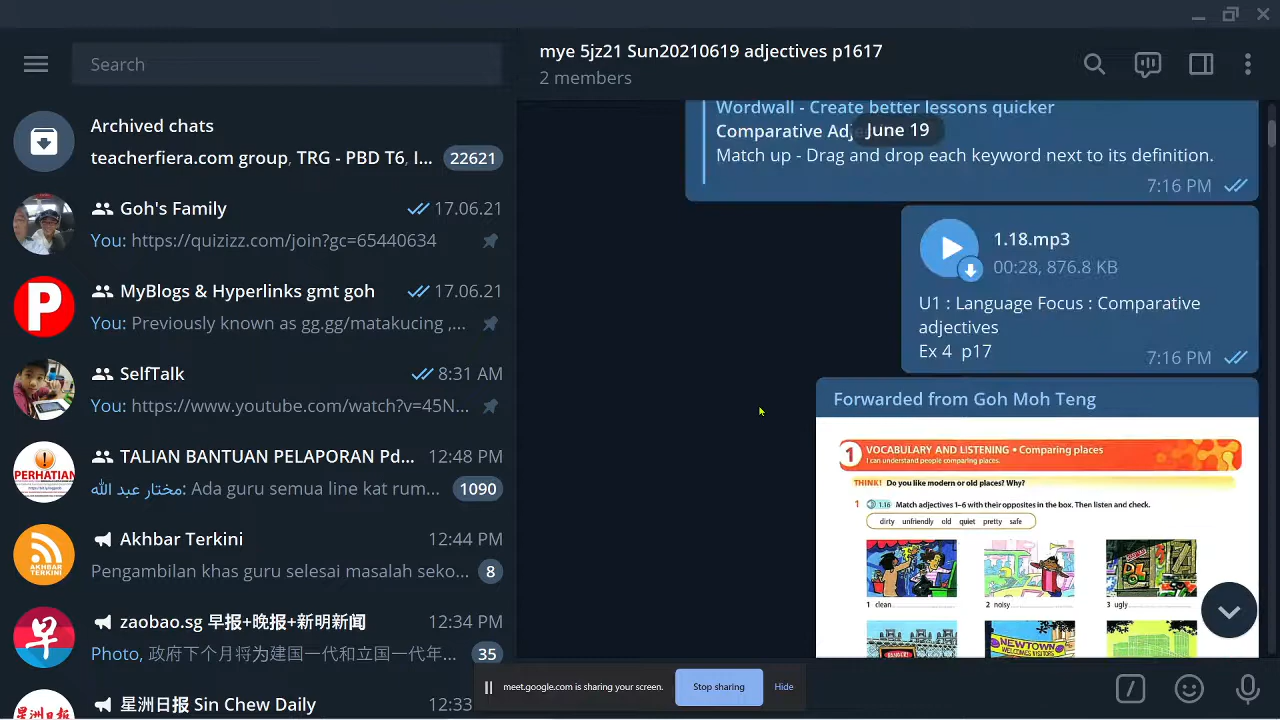 Search
Archived chats
teacherfiera.com group, TRG - PBD T6, I...
22621
Goh's Family
17.06.21
You: https://quizizz.com/join?gc=65440634
MyBlogs & Hyperlinks gmt goh
17.06.21
You: Previously known as gg.gg/matakucing ,...
SelfTalk
8:31 AM
You: https://www.youtube.com/watch?v=45N...
PERHATIAN
TALIAN BANTUAN PELAPORAN Pd...
12:48 PM
مختار عبد الله: Ada guru semua line kat rum...
1090
AKHBAR TERKINI
Akhbar Terkini
12:44 PM
Pengambilan khas guru selesai masalah seko...
8
早
zaobao.sg 早报+晚报+新明新闻
12:34 PM
Photo, 政府下个月将为建国一代和立国一代年...
35
星洲日报 Sin Chew Daily
12:33
mye 5jz21 Sun20210619 adjectives p1617
2 members
Wordwall - Create better lessons quicker
Comparative Adj
June 19
Match up - Drag and drop each keyword next to its definition.
7:16 PM
1.18.mp3
00:28, 876.8 KB
U1 : Language Focus : Comparative
adjectives
Ex 4 p17
7:16 PM
Forwarded from Goh Moh Teng
1 VOCABULARY AND LISTENING • Comparing places
I can understand people comparing places.
THINK! Do you like modern or old places? Why?
1 1.16 Match adjectives 1–6 with their opposites in the box. Then listen and check.
dirty unfriendly old quiet pretty safe
1 clean
2 noisy
3 ugly
DANGER
NEWTOWN
WELCOMES VISITORS
meet.google.com is sharing your screen.
Stop sharing
Hide